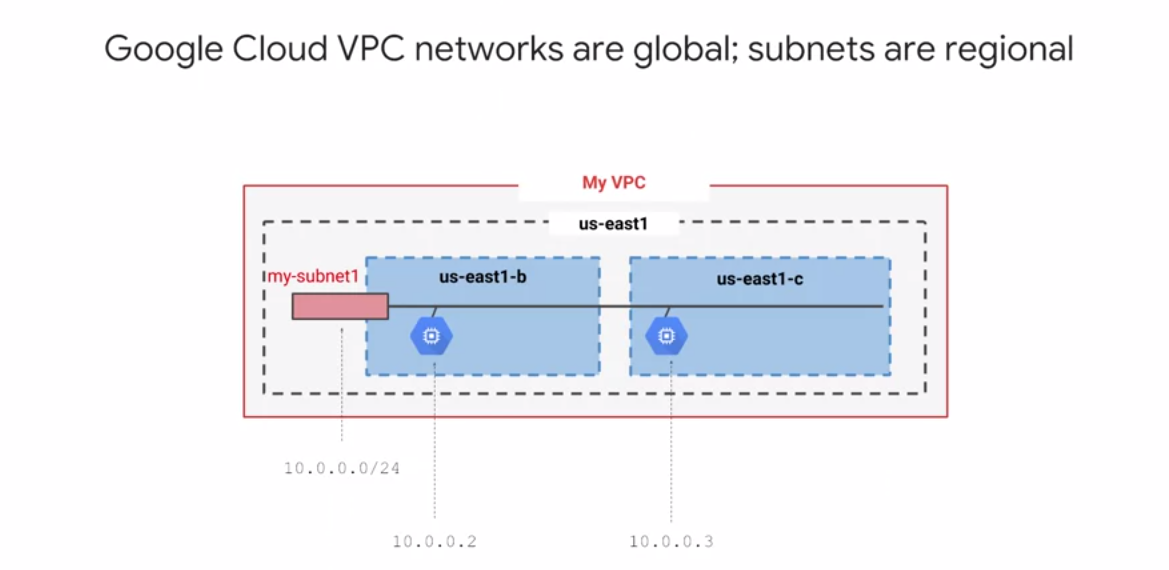 Google Cloud VPC networks are global; subnets are regional
My VPC
us-east1
my-subnet1
us-east1-b
us-east1-c
10.0.0.0/24
10.0.0.2
10.0.0.3